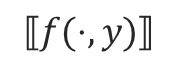 ⟦f(·, y)⟧